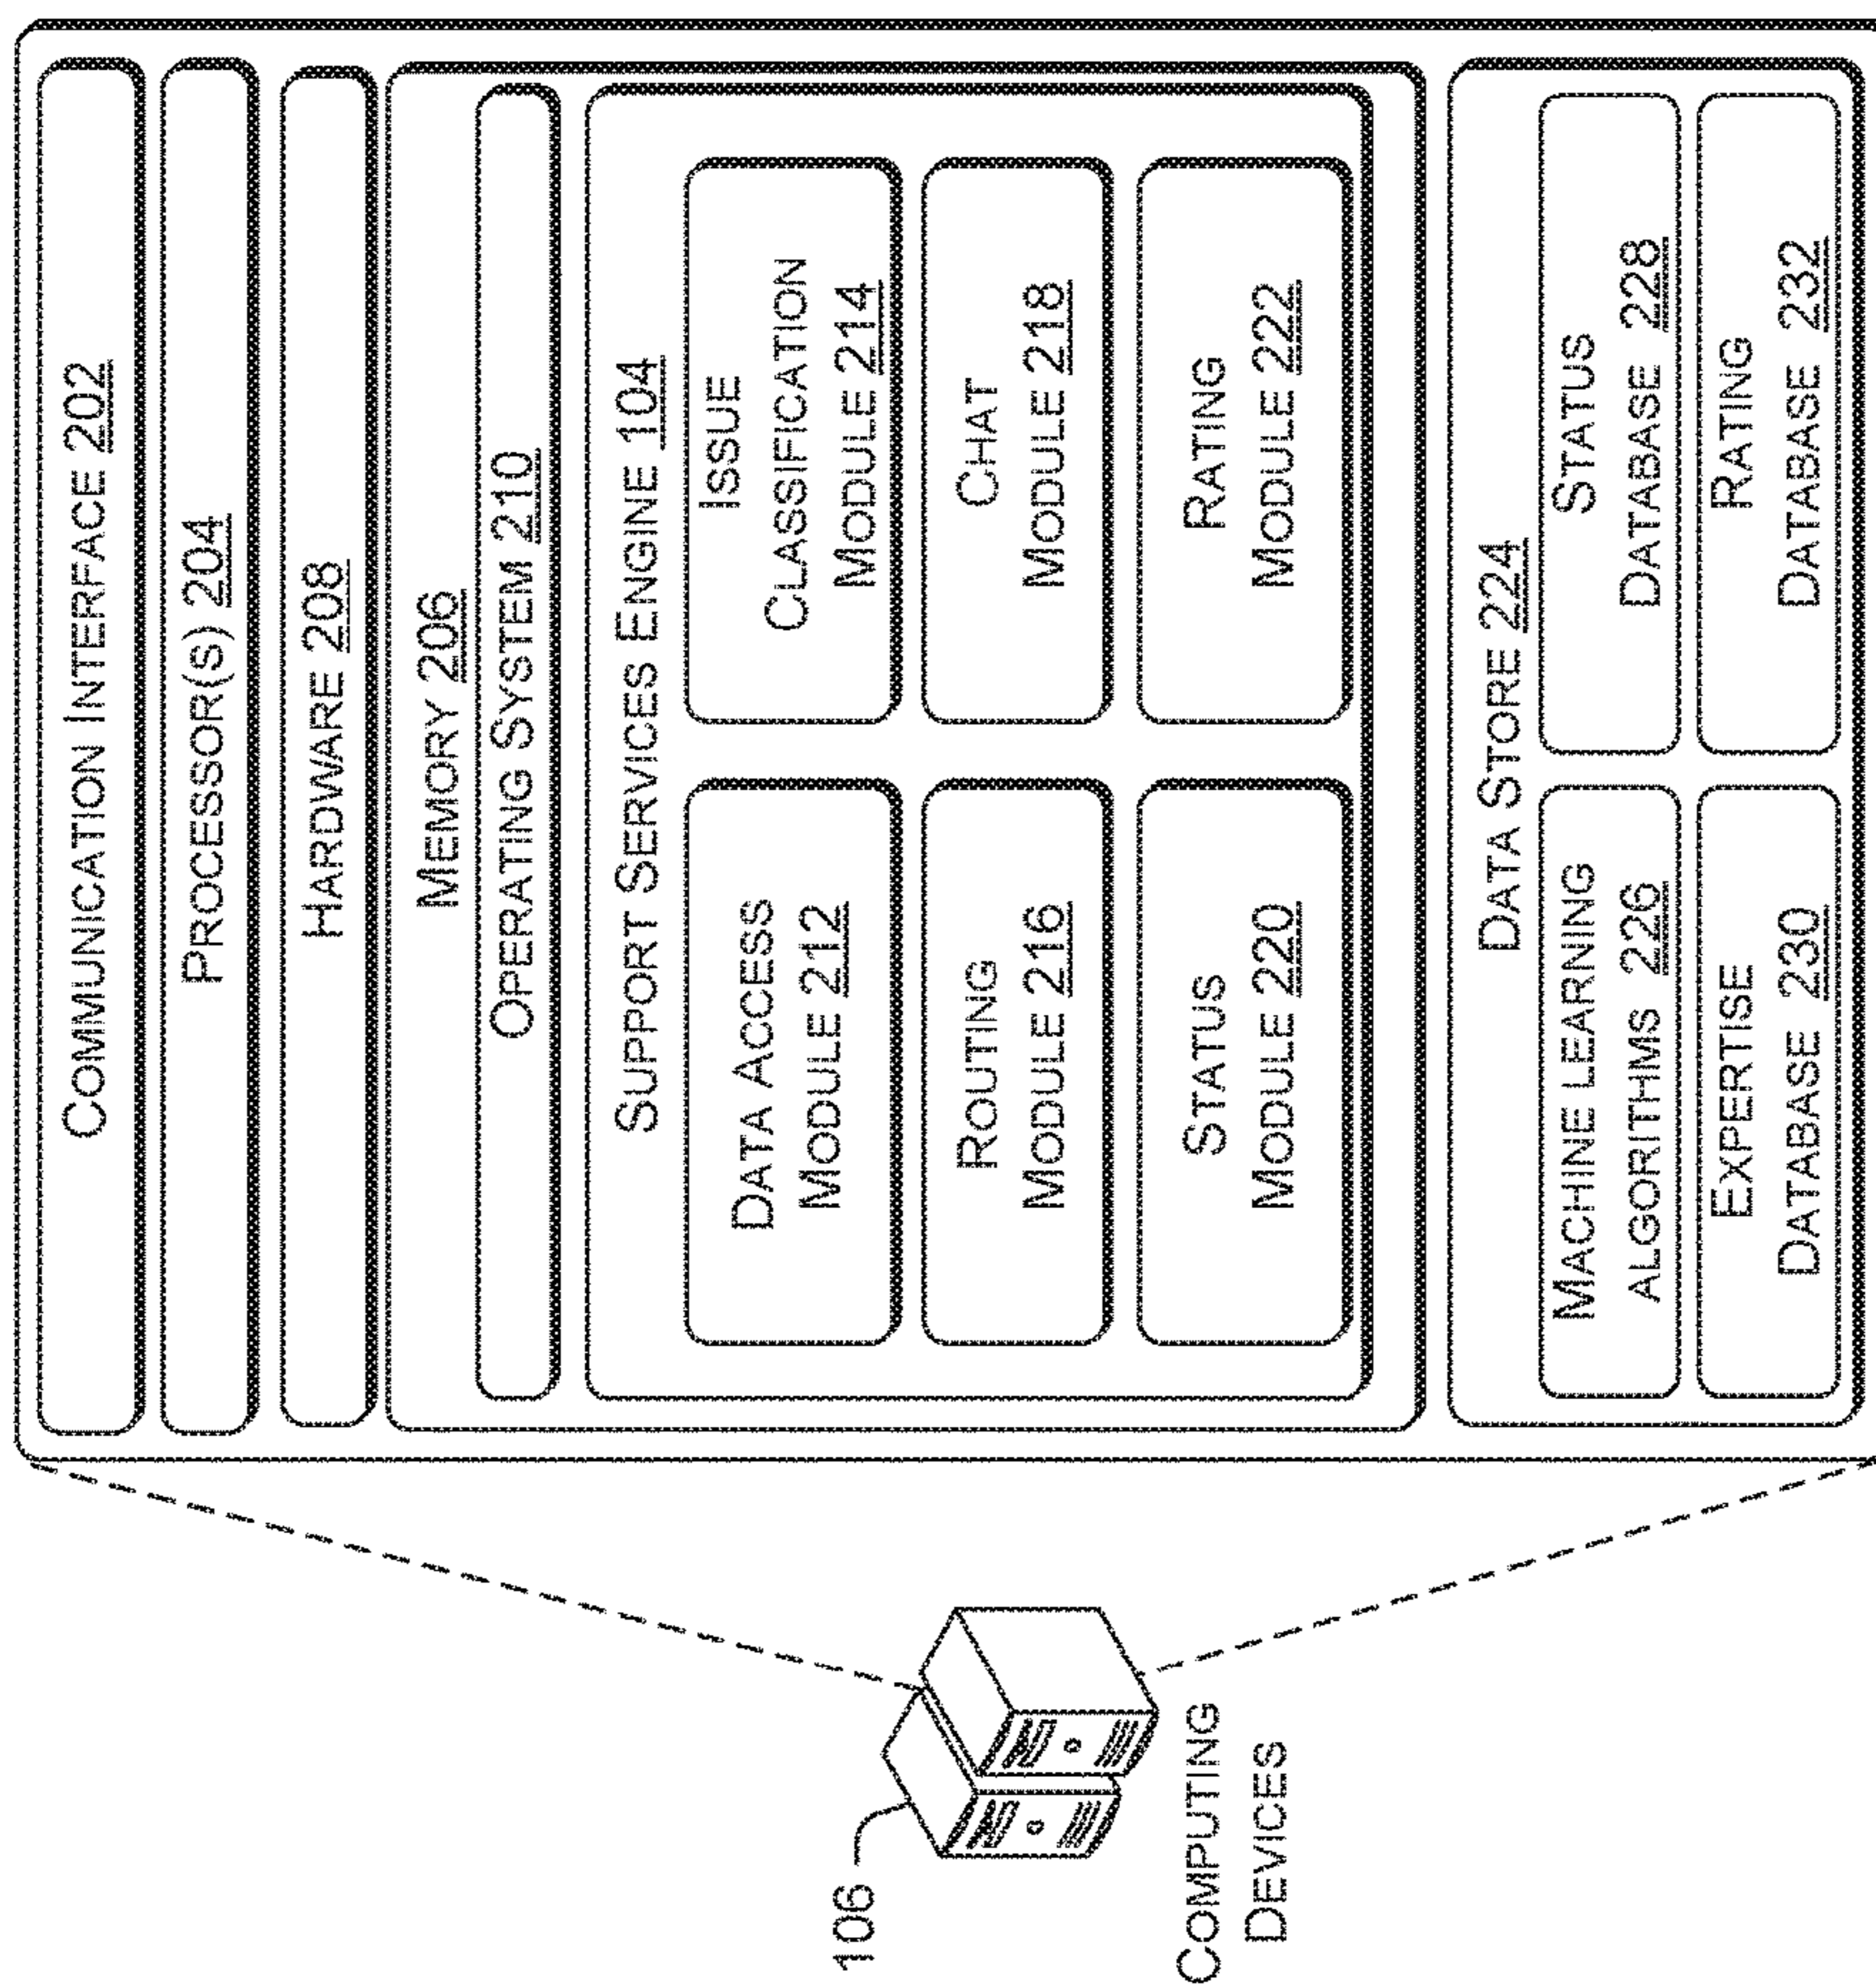 COMMUNICATION INTERFACE 202
PROCESSOR(S) 204
HARDWARE 208
MEMORY 206
OPERATING SYSTEM 210
SUPPORT SERVICES ENGINE 104
DATA ACCESS
MODULE 212
ISSUE
CLASSIFICATION
MODULE 214
ROUTING
MODULE 216
CHAT
MODULE 218
STATUS
MODULE 220
RATING
MODULE 222
DATA STORE 224
MACHINE LEARNING
ALGORITHMS 226
STATUS
DATABASE 228
EXPERTISE
DATABASE 230
RATING
DATABASE 232
106
COMPUTING
DEVICES